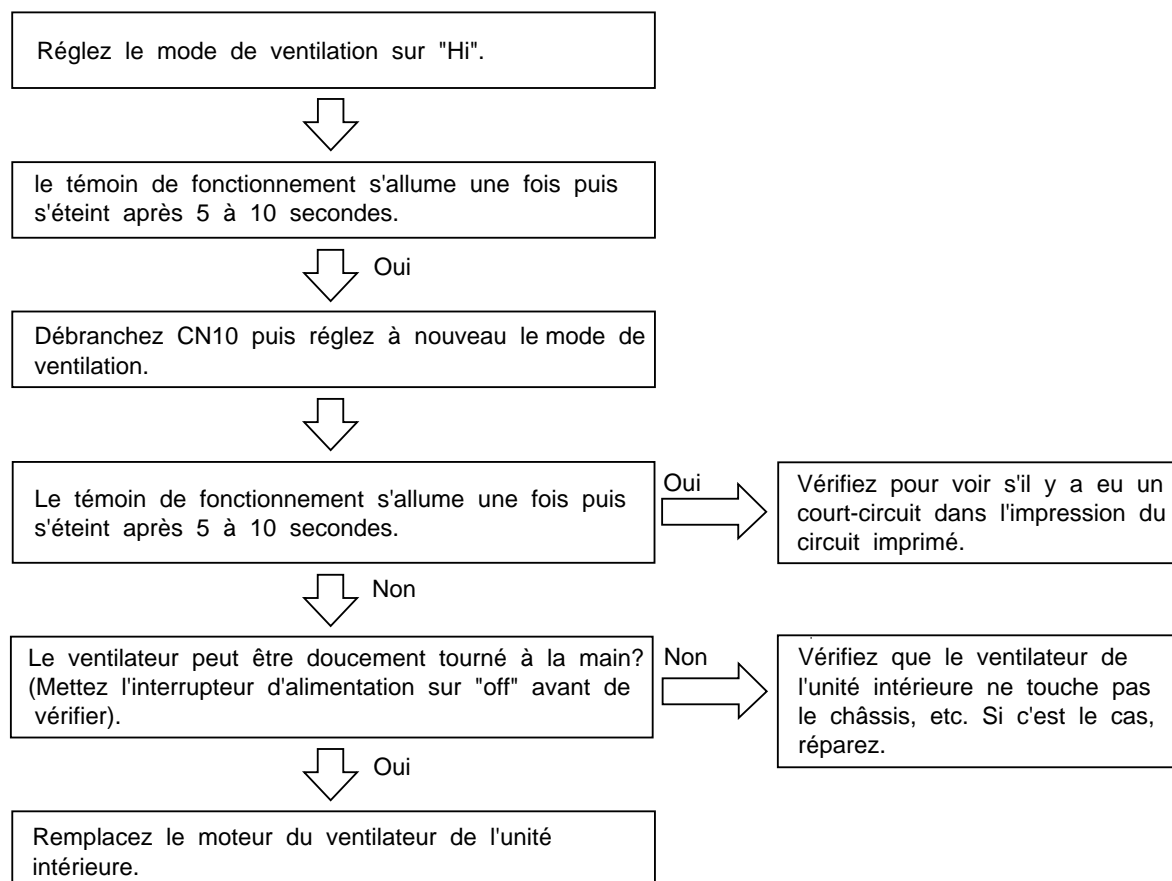 Réglez le mode de ventilation sur "Hi".
le témoin de fonctionnement s'allume une fois puis
s'éteint après 5 à 10 secondes.
Oui
Débranchez CN10 puis réglez à nouveau le mode de
ventilation.
Le témoin de fonctionnement s'allume une fois puis
s'éteint après 5 à 10 secondes.
Oui
Vérifiez pour voir s'il y a eu un
court-circuit dans l'impression du
circuit imprimé.
Non
Le ventilateur peut être doucement tourné à la main?
(Mettez l'interrupteur d'alimentation sur "off" avant de
vérifier).
Non
Vérifiez que le ventilateur de
l'unité intérieure ne touche pas
le châssis, etc. Si c'est le cas,
réparez.
Oui
Remplacez le moteur du ventilateur de l'unité
intérieure.